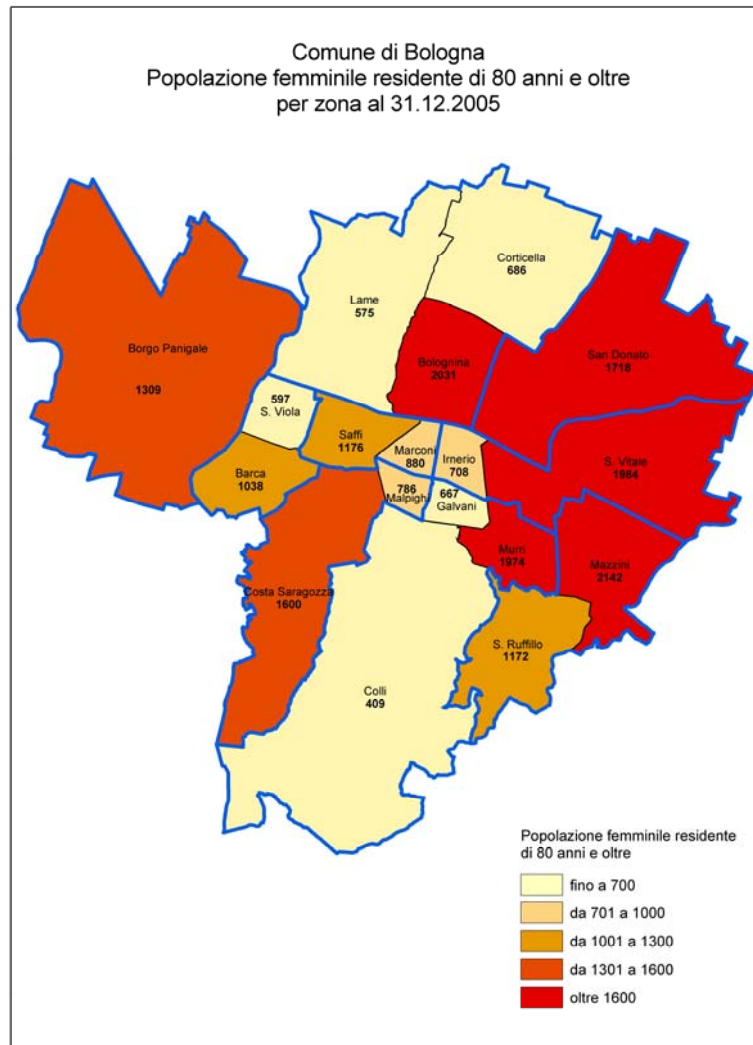 Comune di Bologna
Popolazione femminile residente di 80 anni e oltre
per zona al 31.12.2005
Corticella
686
Lame
575
Borgo Panigale
1309
Bolognina
2031
San Donato
1718
597
S. Viola
Saffi
1176
Marconi
880
Irnerio
708
S. Vitale
1984
Barca
1038
786
Malpighi
667
Galvani
Murri
1974
Mazzini
2142
Costa Saragozza
1600
S. Ruffillo
1172
Colli
409
Popolazione femminile residente
di 80 anni e oltre
fino a 700
da 701 a 1000
da 1001 a 1300
da 1301 a 1600
oltre 1600